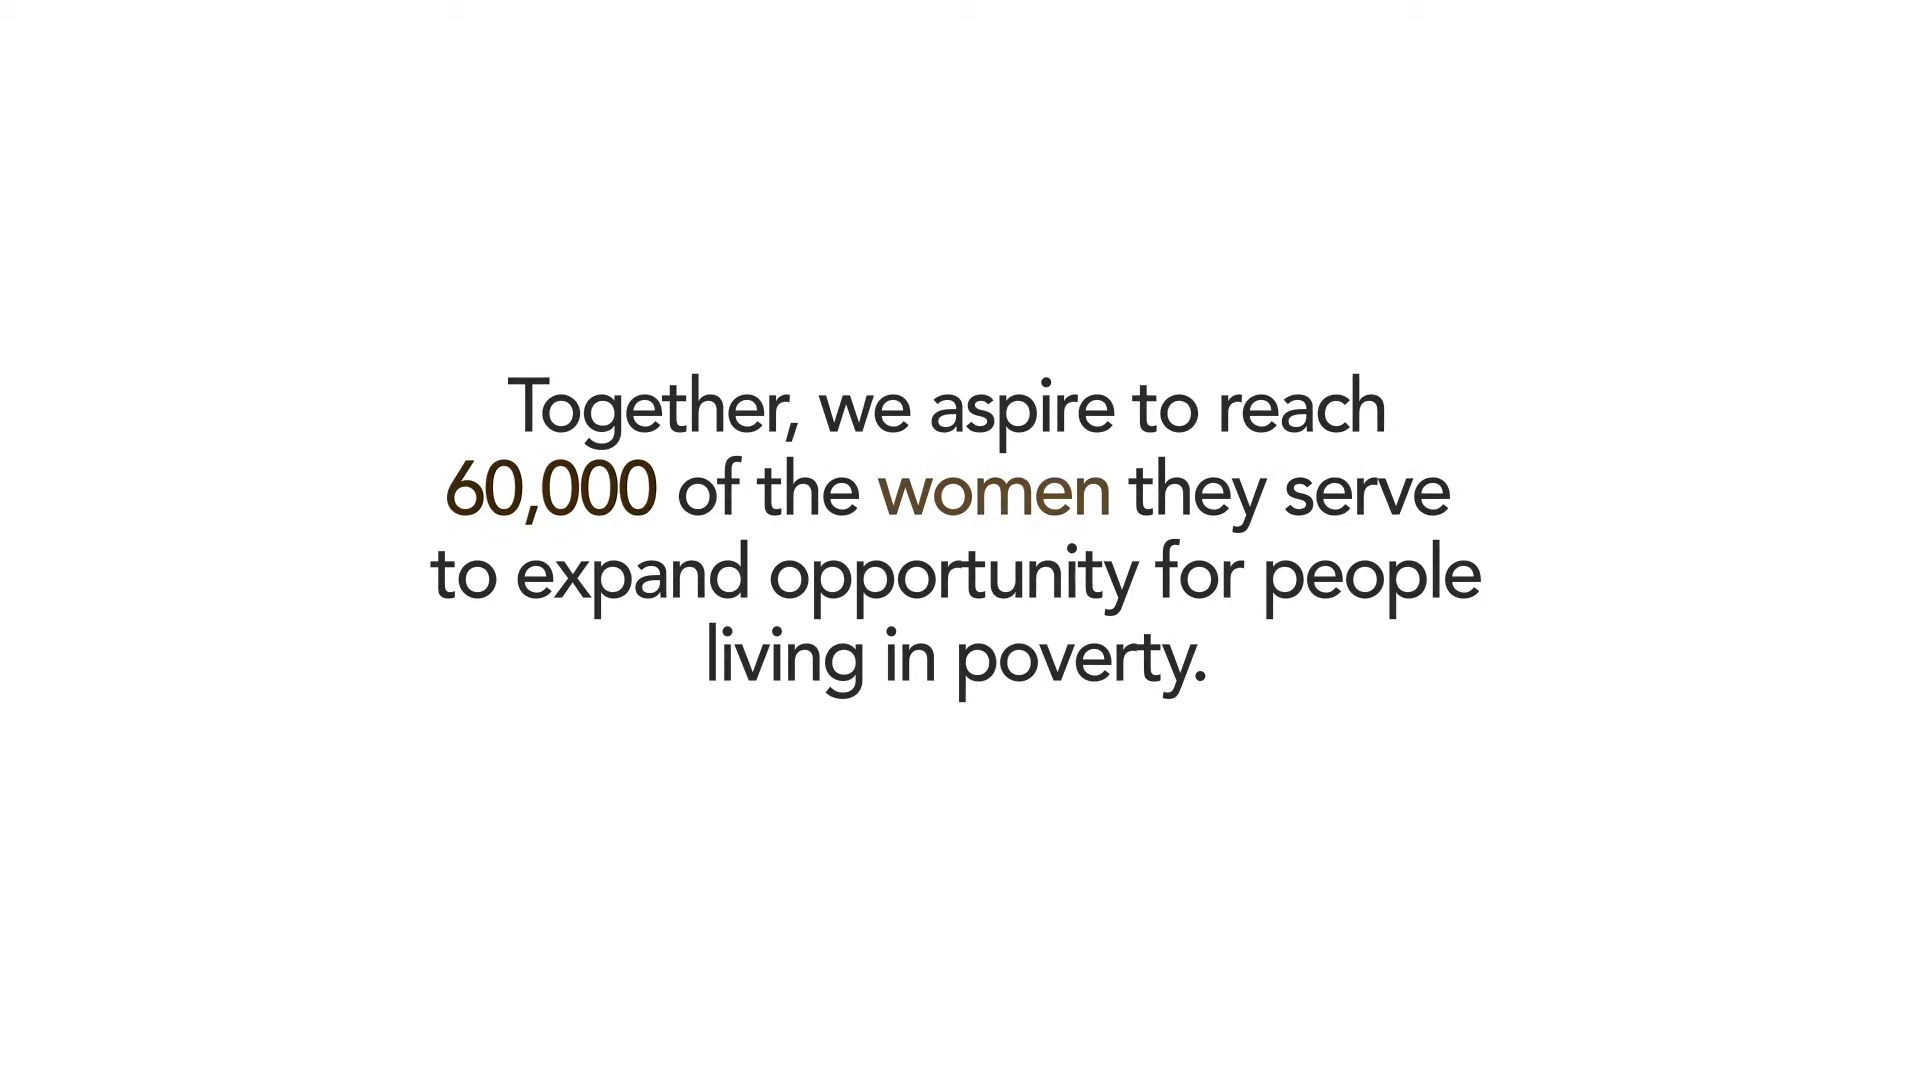 Together, we aspire to reach
60,000 of the women they serve
to expand opportunity for people
living in poverty.